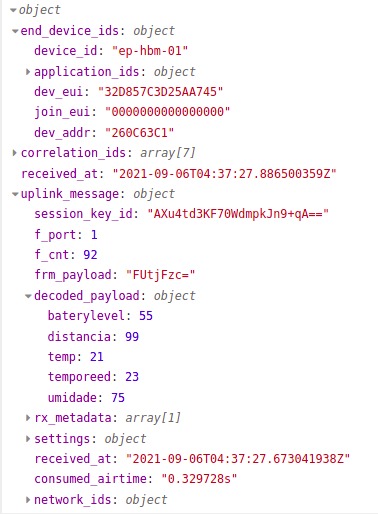 object
end_device_ids: object
device_id: "ep-hbm-01"
application_ids: object
dev_eui: "32D857C3D25AA745"
join_eui: "0000000000000000"
dev_addr: "260C63C1"
correlation_ids: array[7]
received_at: "2021-09-06T04:37:27.886500359Z"
uplink_message: object
session_key_id: "AXu4td3KF70WdmpkJn9+qA=="
f_port: 1
f_cnt: 92
frm_payload: "FUtjFzc="
decoded_payload: object
baterylevel: 55
distancia: 99
temp: 21
temporeed: 23
umidade: 75
rx_metadata: array[1]
settings: object
received_at: "2021-09-06T04:37:27.673041938Z"
consumed_airtime: "0.329728s"
network_ids: object